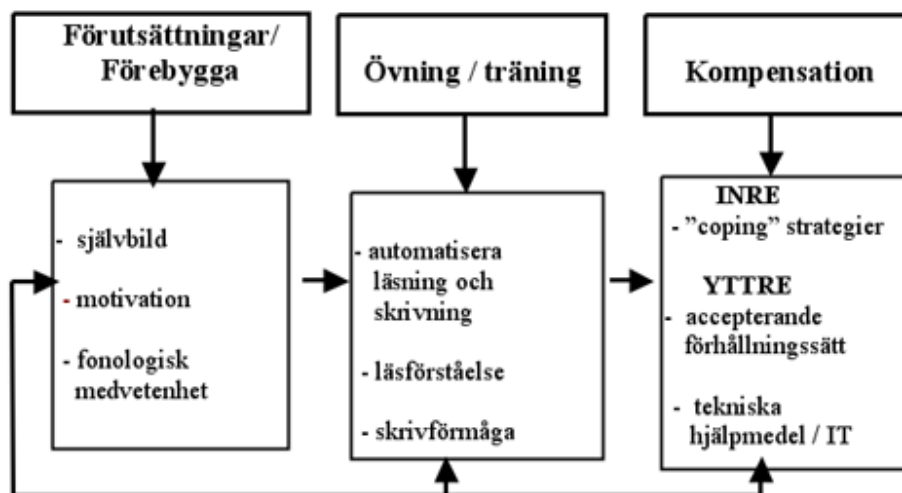 Förutsättningar/
Förebygga
självbild
- motivation
- fonologisk
medvetenhet
Övning / träning
- automatisera
läsning och
skrivning
- läsförståelse
- skrivförmåga
Kompensation
INRE
- ”coping” strategier
YTTRE
- accepterande
förhållningssätt
- tekniska
hjälpmedel / IT